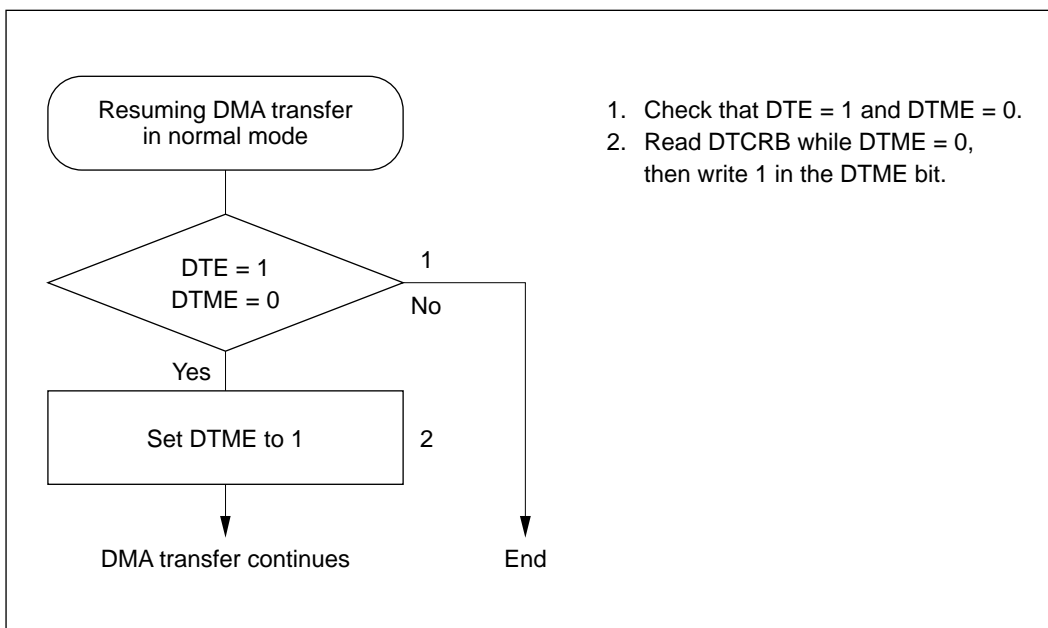 Resuming DMA transfer
in normal mode
1. Check that DTE = 1 and DTME = 0.
2. Read DTCRB while DTME = 0,
then write 1 in the DTME bit.
DTE = 1
DTME = 0
1
No
Yes
Set DTME to 1
2
DMA transfer continues
End